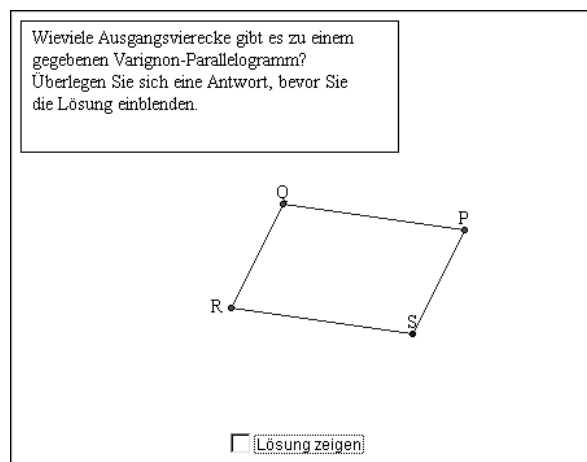 Wieviele Ausgangsvierecke gibt es zu einem
gegebenen Varignon-Parallelogramm?
Überlegen Sie sich eine Antwort, bevor Sie
die Lösung einblenden.
Q
P
R
S
Lösung zeigen